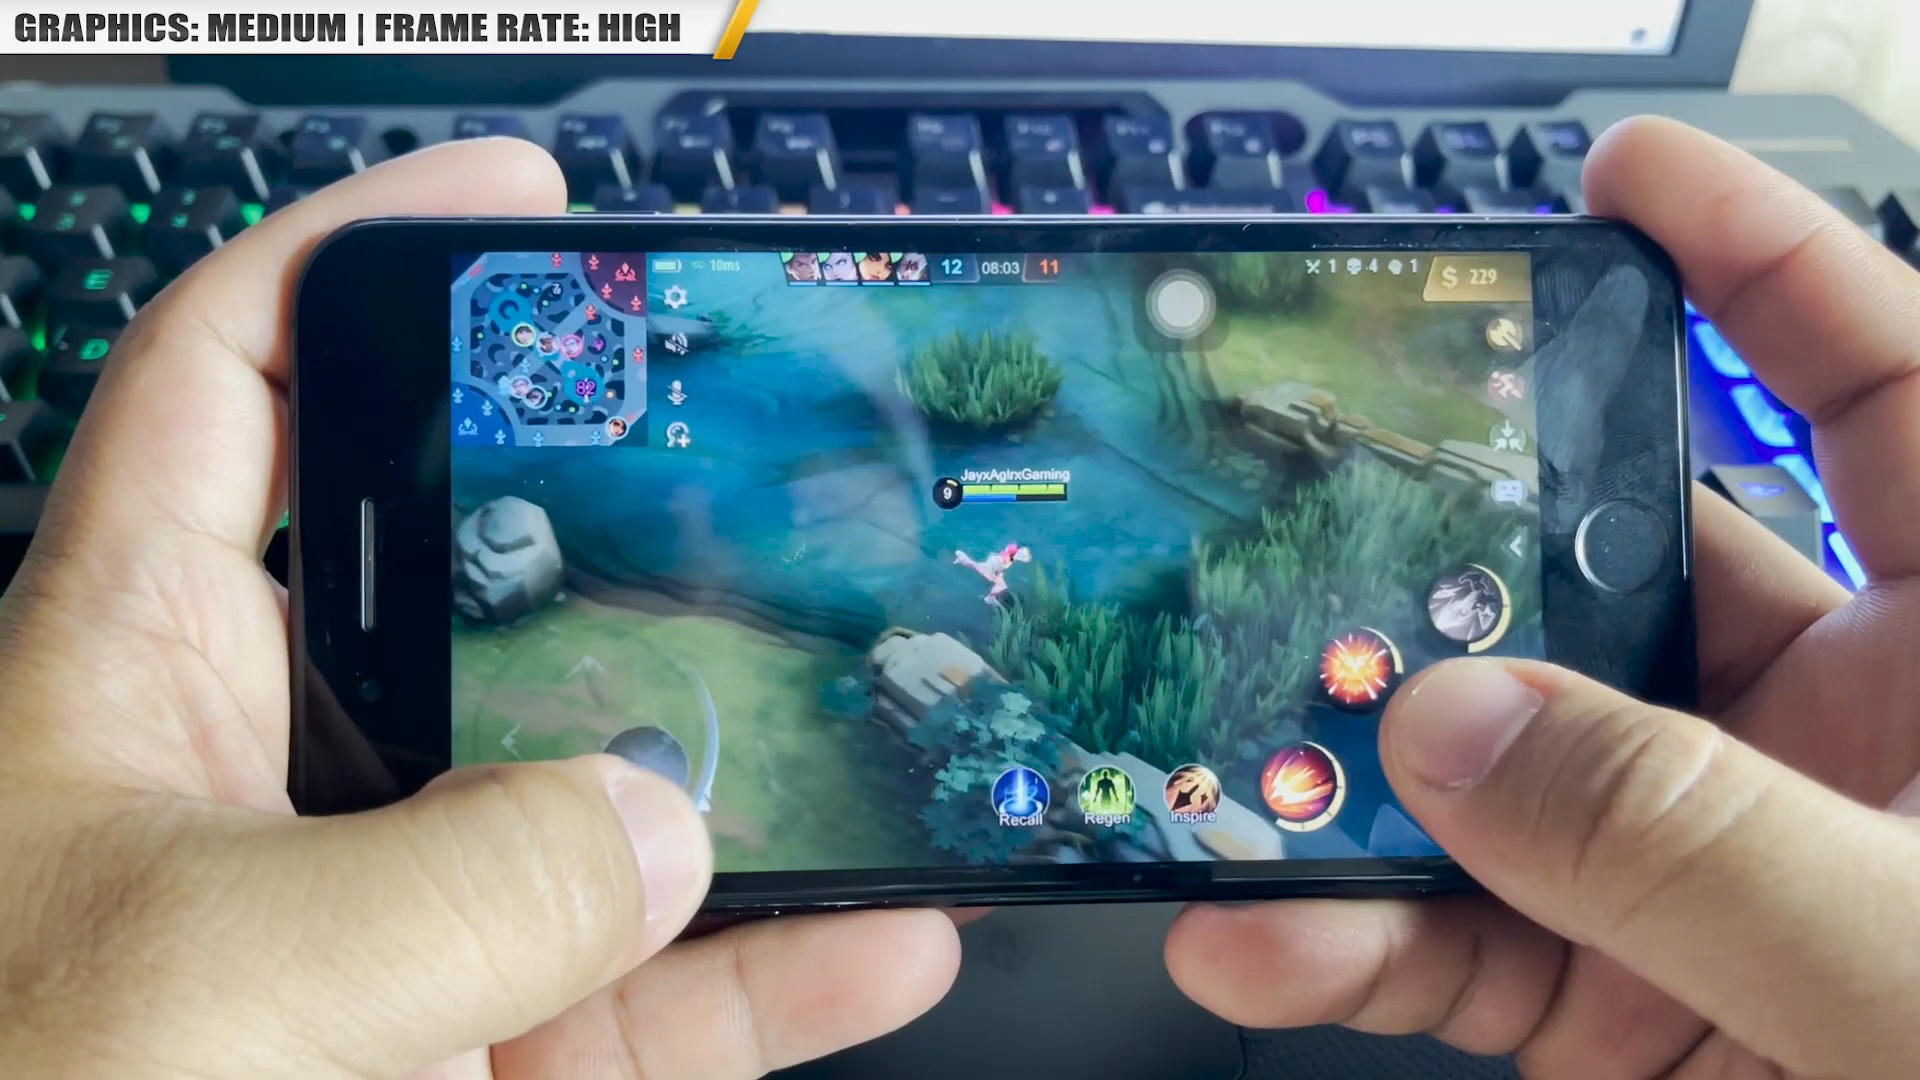 GRAPHICS: MEDIUM | FRAME RATE: HIGH
10ms
12 08:03 11
1 4 1
$ 229
82
JayxAglrxGaming
9
Recall Regen Inspire
E
D